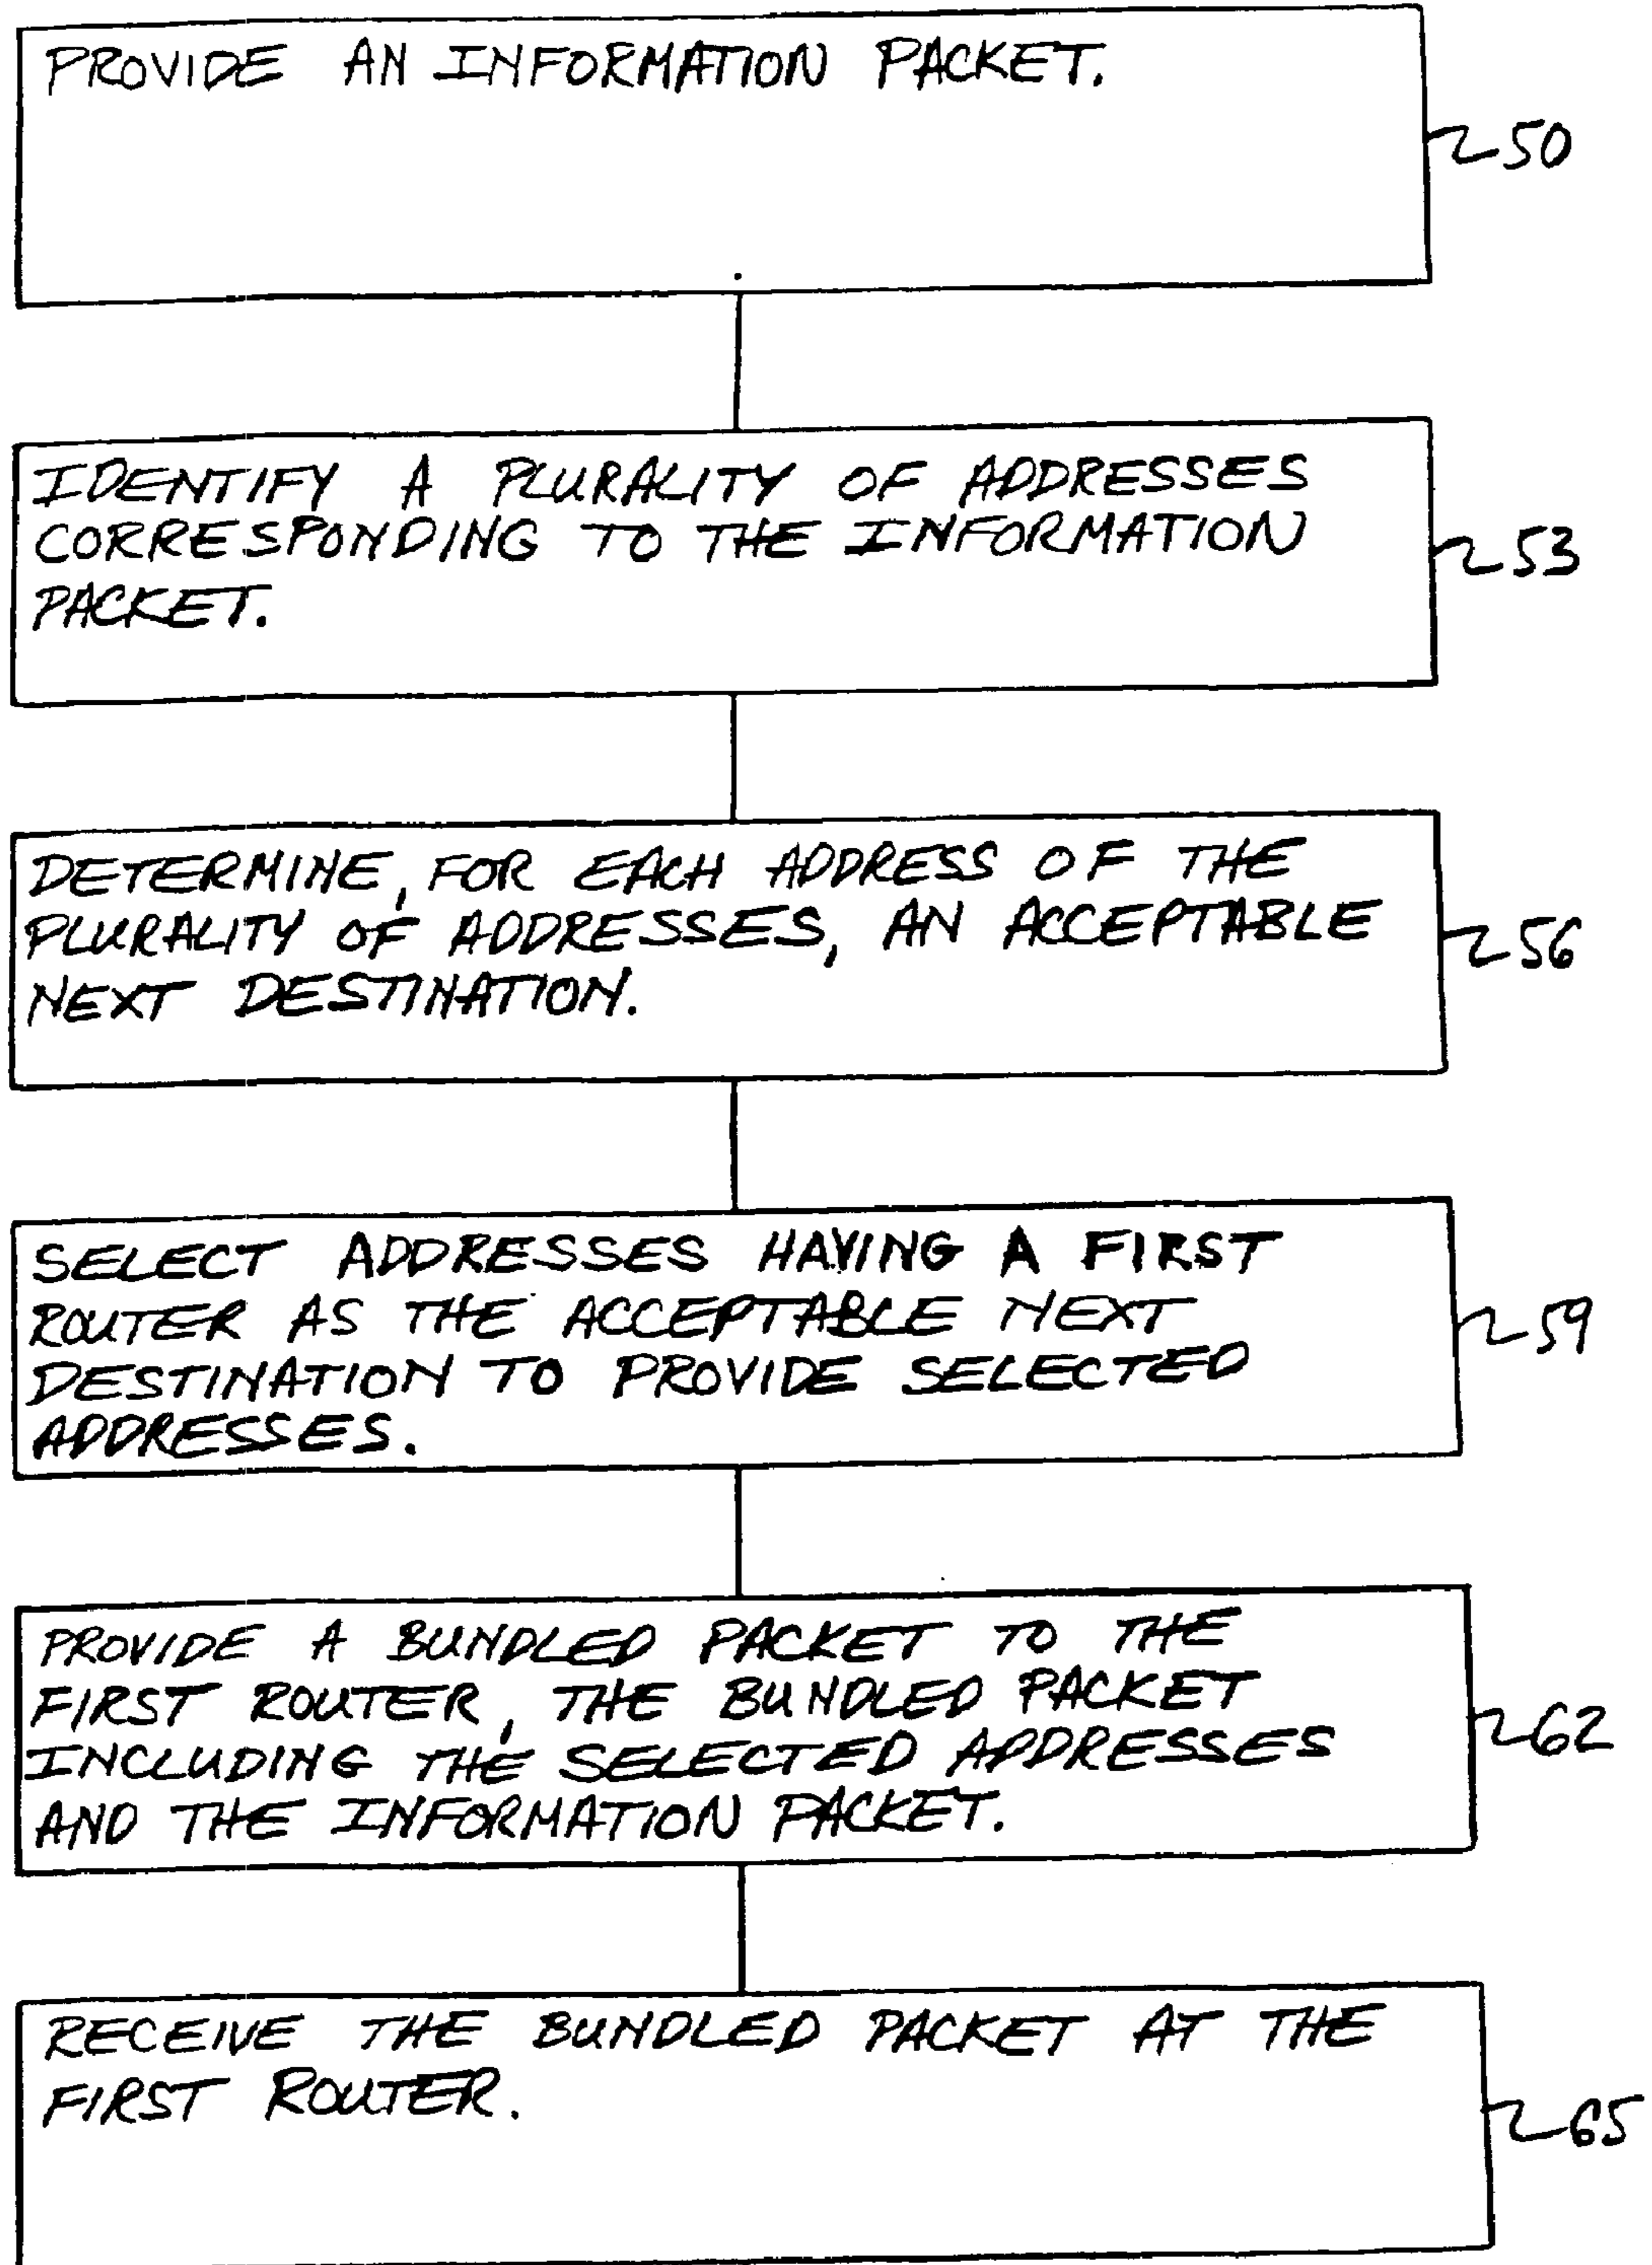 PROVIDE AN INFORMATION PACKET.
50
IDENTIFY A PLURALITY OF ADDRESSES
CORRESPONDING TO THE INFORMATION
PACKET.
53
DETERMINE, FOR EACH ADDRESS OF THE
PLURALITY OF ADDRESSES, AN ACCEPTABLE
NEXT DESTINATION.
56
SELECT ADDRESSES HAVING A FIRST
ROUTER AS THE ACCEPTABLE NEXT
DESTINATION TO PROVIDE SELECTED
ADDRESSES.
59
PROVIDE A BUNDLED PACKET TO THE
FIRST ROUTER, THE BUNDLED PACKET
INCLUDING THE SELECTED ADDRESSES
AND THE INFORMATION PACKET.
62
RECEIVE THE BUNDLED PACKET AT THE
FIRST ROUTER.
65